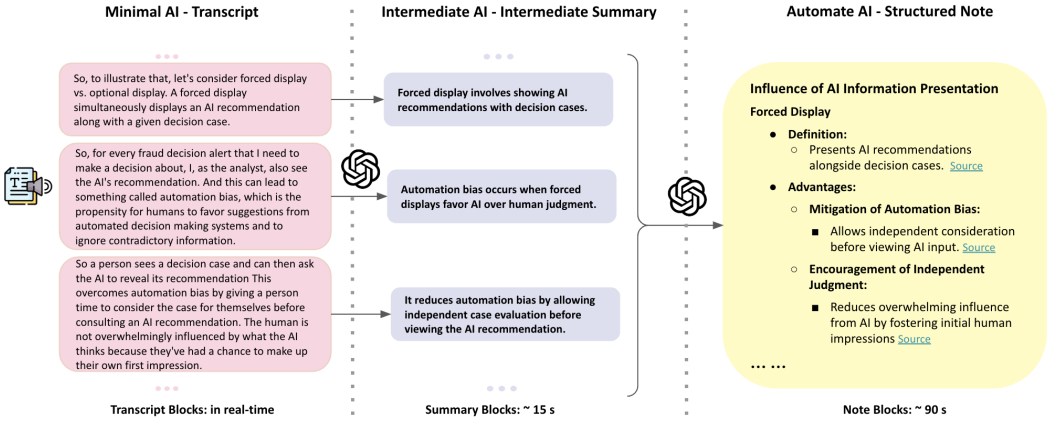 Minimal AI - Transcript
So, to illustrate that, let's consider forced display
vs. optional display. A forced display
simultaneously displays an AI recommendation
along with a given decision case.
T
So, for every fraud decision alert that I need to
make a decision about, I, as the analyst, also see
the AI's recommendation. And this can lead to
something called automation bias, which is the
propensity for humans to favor suggestions from
automated decision making systems and to
ignore contradictory information.
So a person sees a decision case and can then ask
the AI to reveal its recommendation This
overcomes automation bias by giving a person
time to consider the case for themselves before
consulting an AI recommendation. The human is
not overwhelmingly influenced by what the AI
thinks because they've had a chance to make up
their own first impression.
Transcript Blocks: in real-time
Intermediate AI - Intermediate Summary
Forced display involves showing AI
recommendations with decision cases.
Automation bias occurs when forced
displays favor AI over human judgment.
It reduces automation bias by allowing
independent case evaluation before
viewing the AI recommendation.
Summary Blocks: ~ 15 s
Automate AI - Structured Note
Influence of AI Information Presentation
Forced Display
● Definition:
○ Presents AI recommendations
alongside decision cases. Source
● Advantages:
○ Mitigation of Automation Bias:
■ Allows independent consideration
before viewing AI input. Source
○ Encouragement of Independent
Judgment:
■ Reduces overwhelming influence
from AI by fostering initial human
impressions Source
... ...
Note Blocks: ~ 90 s